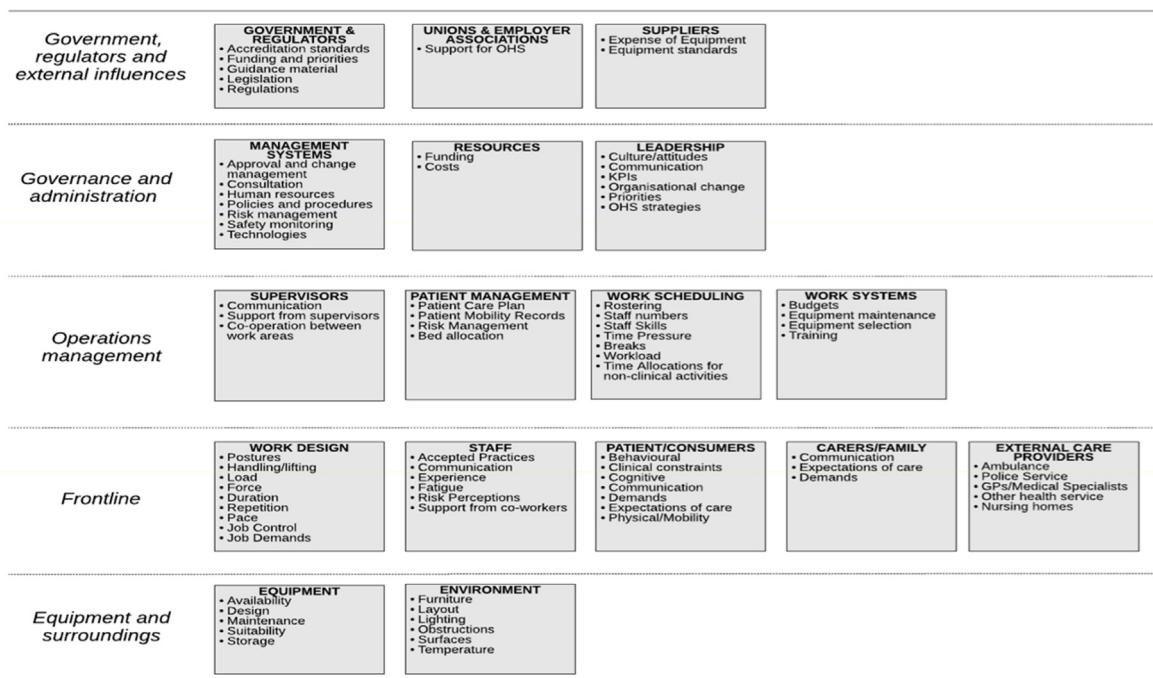 Government,
regulators and
external influences
GOVERNMENT &
REGULATORS
• Accreditation standards
• Funding and priorities
• Guidance material
• Legislation
• Regulations
UNIONS & EMPLOYER
ASSOCIATIONS
• Support for OHS
SUPPLIERS
• Expense of Equipment
• Equipment standards
Governance and
administration
MANAGEMENT
SYSTEMS
• Approval and change
management
• Consultation
• Human resources
• Policies and procedures
• Risk management
• Safety monitoring
• Technologies
RESOURCES
• Funding
• Costs
LEADERSHIP
• Culture/attitudes
• Communication
• KPIs
• Organisational change
• Priorities
• OHS strategies
Operations
management
SUPERVISORS
• Communication
• Support from supervisors
• Co-operation between
work areas
PATIENT MANAGEMENT
• Patient Care Plan
• Patient Mobility Records
• Risk Management
• Bed allocation
WORK SCHEDULING
• Rostering
• Staff numbers
• Staff Skills
• Time Pressure
• Breaks
• Workload
• Time Allocations for
non-clinical activities
WORK SYSTEMS
• Budgets
• Equipment maintenance
• Equipment selection
• Training
Frontline
WORK DESIGN
• Postures
• Handling/lifting
• Load
• Force
• Duration
• Repetition
• Pace
• Job Control
• Job Demands
STAFF
• Accepted Practices
• Communication
• Experience
• Fatigue
• Risk Perceptions
• Support from co-workers
PATIENT/CONSUMERS
• Behavioural
• Clinical constraints
• Cognitive
• Communication
• Demands
• Expectations of care
• Physical/Mobility
CARERS/FAMILY
• Communication
• Expectations of care
• Demands
EXTERNAL CARE
PROVIDERS
• Ambulance
• Police Service
• GPs/Medical Specialists
• Other health service
• Nursing homes
Equipment and
surroundings
EQUIPMENT
• Availability
• Design
• Maintenance
• Suitability
• Storage
ENVIRONMENT
• Furniture
• Layout
• Lighting
• Obstructions
• Surfaces
• Temperature